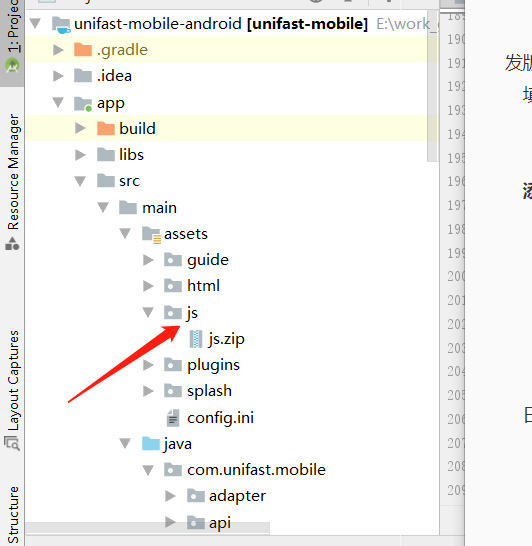 1: Projec
Resource Manager
Layout Captures
Structure
unifast-mobile-android [unifast-mobile] E:\work_
.gradle
.idea
app
build
libs
src
main
assets
guide
html
js
js.zip
plugins
splash
config.ini
java
com.unifast.mobile
adapter
api
189
190
191
192
193
194
195
196
197
198
199
200
201
202
203
204
205
206
207
208
209
发版